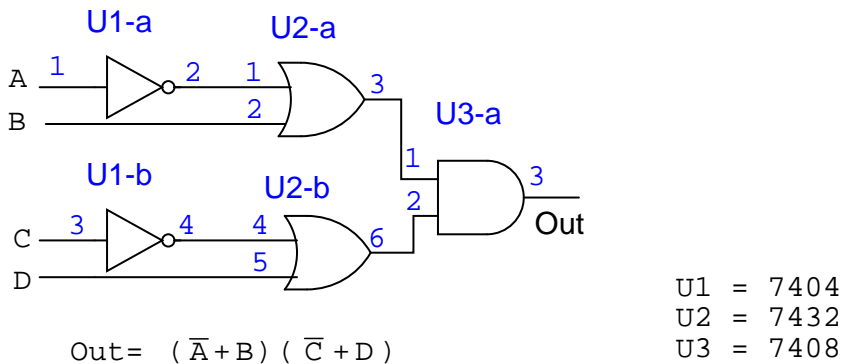 U1-a
U2-a
A 1 2 1 3
B 2
U3-a
1
U1-b U2-b 2 3
Out
C 3 4 4 6
D 5
U1 = 7404
U2 = 7432
Out= (A̅+B)(C̅+D) U3 = 7408